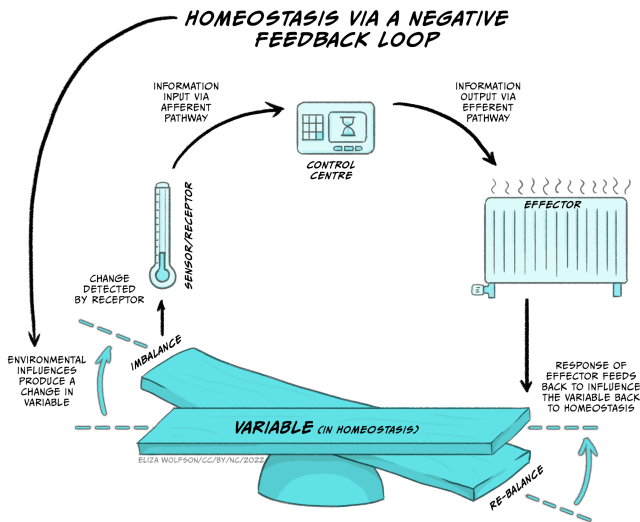 HOMEOSTASIS VIA A NEGATIVE
FEEDBACK LOOP
INFORMATION
INPUT VIA
AFFERENT
PATHWAY
INFORMATION
OUTPUT VIA
EFFERENT
PATHWAY
CONTROL
CENTRE
SENSOR/RECEPTOR
EFFECTOR
CHANGE
DETECTED
BY RECEPTOR
IMBALANCE
ENVIRONMENTAL
INFLUENCES
PRODUCE A
CHANGE IN
VARIABLE
RESPONSE OF
EFFECTOR FEEDS
BACK TO INFLUENCE
THE VARIABLE BACK
TO HOMEOSTASIS
VARIABLE (IN HOMEOSTASIS)
ELIZA WOLFSON/CC/BY/NC/2022
RE-BALANCE